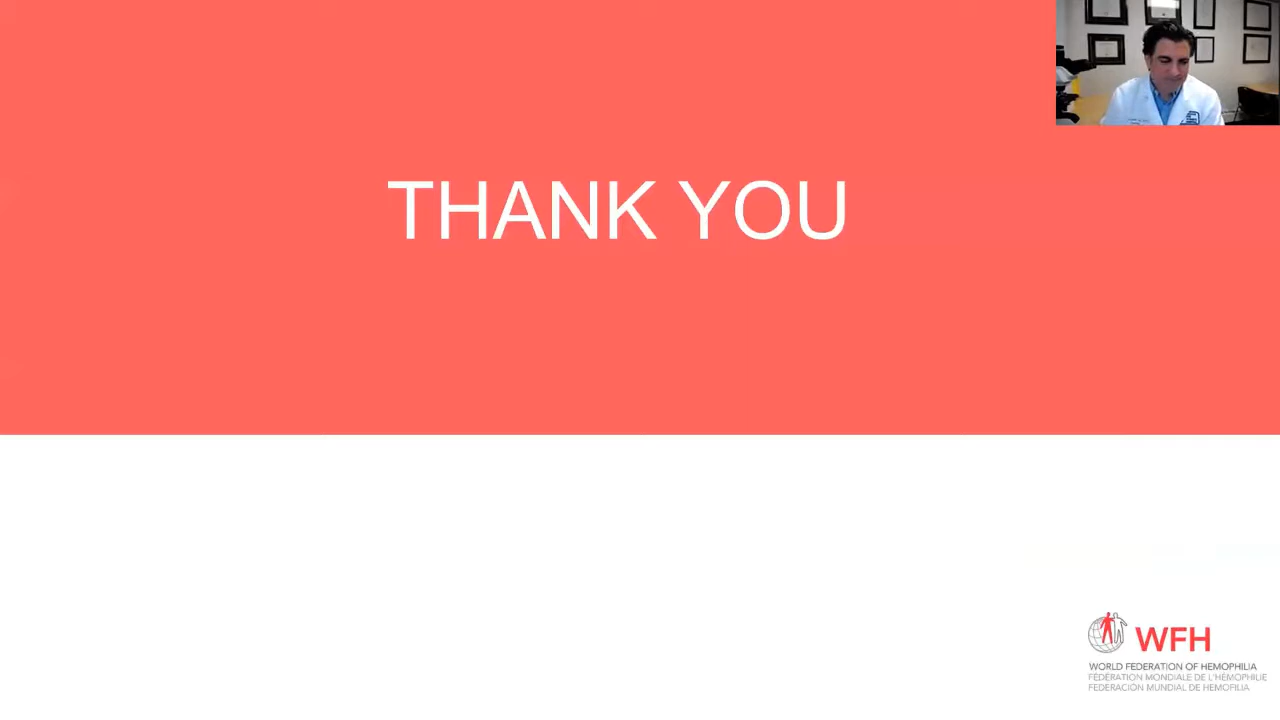 THANK YOU
WFH
WORLD FEDERATION OF HEMOPHILIA
FÉDÉRATION MONDIALE DE L'HÉMOPHILIE
FEDERACIÓN MUNDIAL DE HEMOFILIA